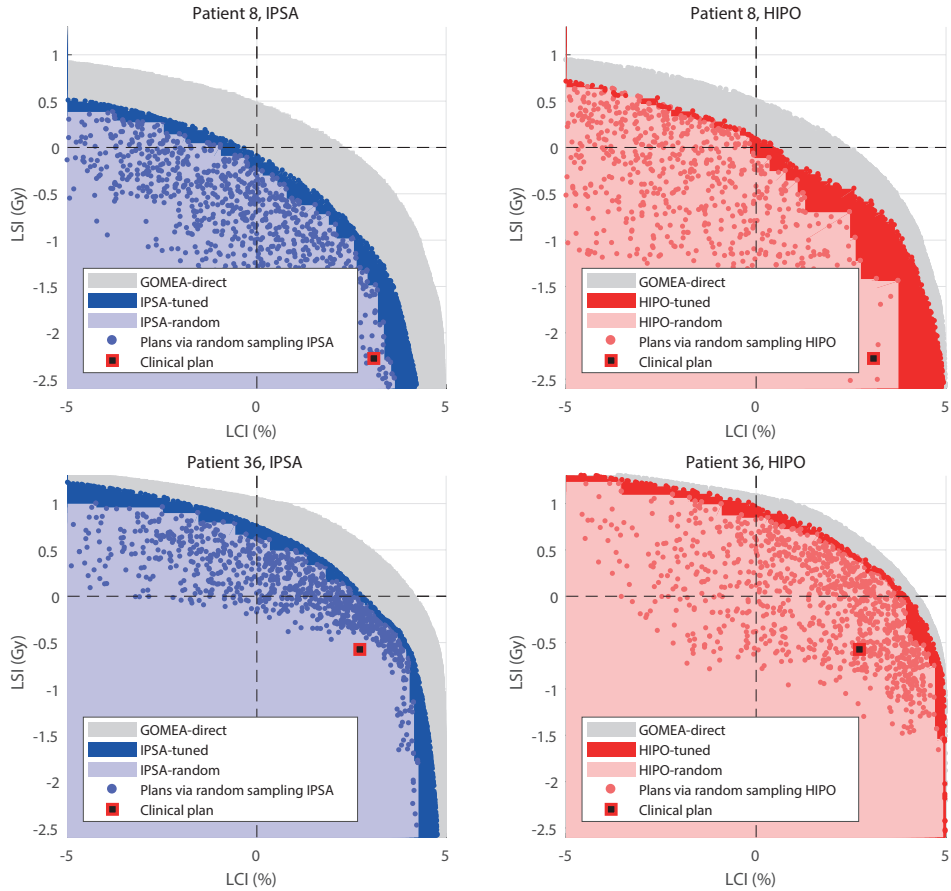 Patient 8, IPSA
1
0.5
0
-0.5
-1
-1.5
-2
-2.5
LSI (Gy)
GOMEA-direct
IPSA-tuned
IPSA-random
Plans via random sampling IPSA
Clinical plan
-5
0
5
LCI (%)
Patient 8, HIPO
1
0.5
0
-0.5
-1
-1.5
-2
-2.5
LSI (Gy)
GOMEA-direct
HIPO-tuned
HIPO-random
Plans via random sampling HIPO
Clinical plan
-5
0
5
LCI (%)
Patient 36, IPSA
1
0.5
0
-0.5
-1
-1.5
-2
-2.5
LSI (Gy)
GOMEA-direct
IPSA-tuned
IPSA-random
Plans via random sampling IPSA
Clinical plan
-5
0
5
LCI (%)
Patient 36, HIPO
1
0.5
0
-0.5
-1
-1.5
-2
-2.5
LSI (Gy)
GOMEA-direct
HIPO-tuned
HIPO-random
Plans via random sampling HIPO
Clinical plan
-5
0
5
LCI (%)